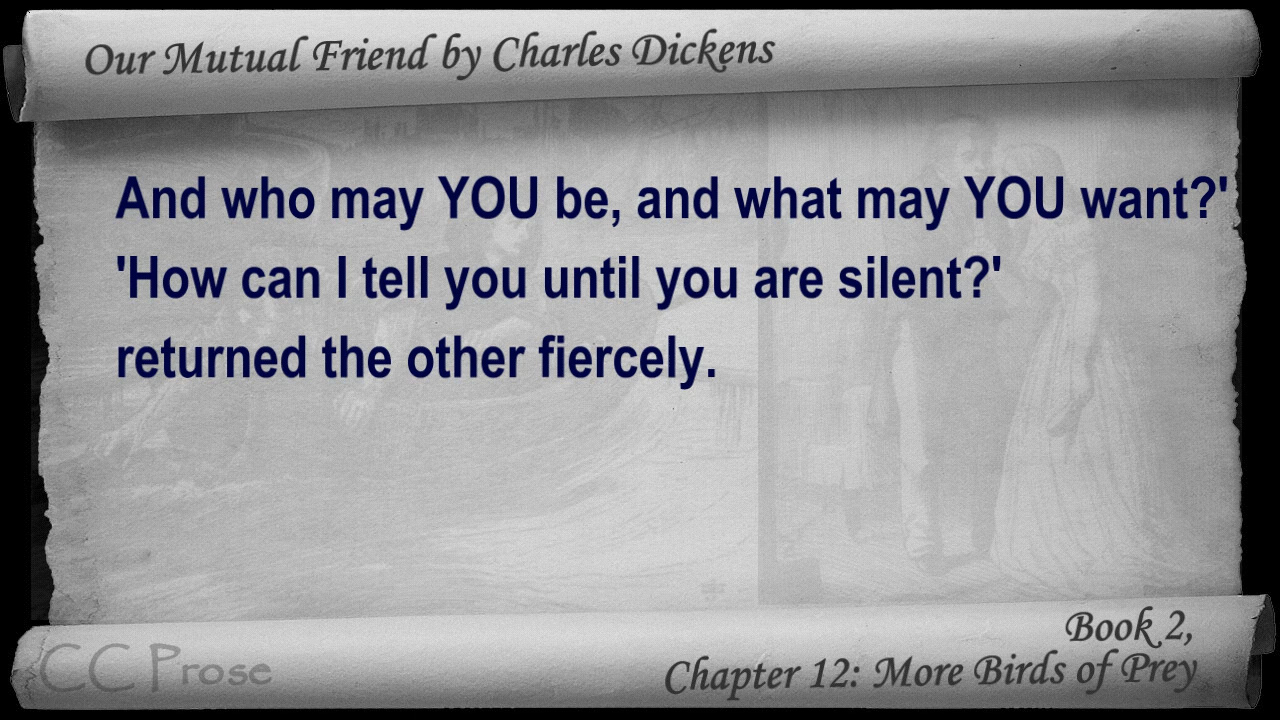 Our Mutual Friend by Charles Dickens
And who may YOU be, and what may YOU want?'
'How can I tell you until you are silent?'
returned the other fiercely.
Book 2,
CC Prose
Chapter 12: More Birds of Prey